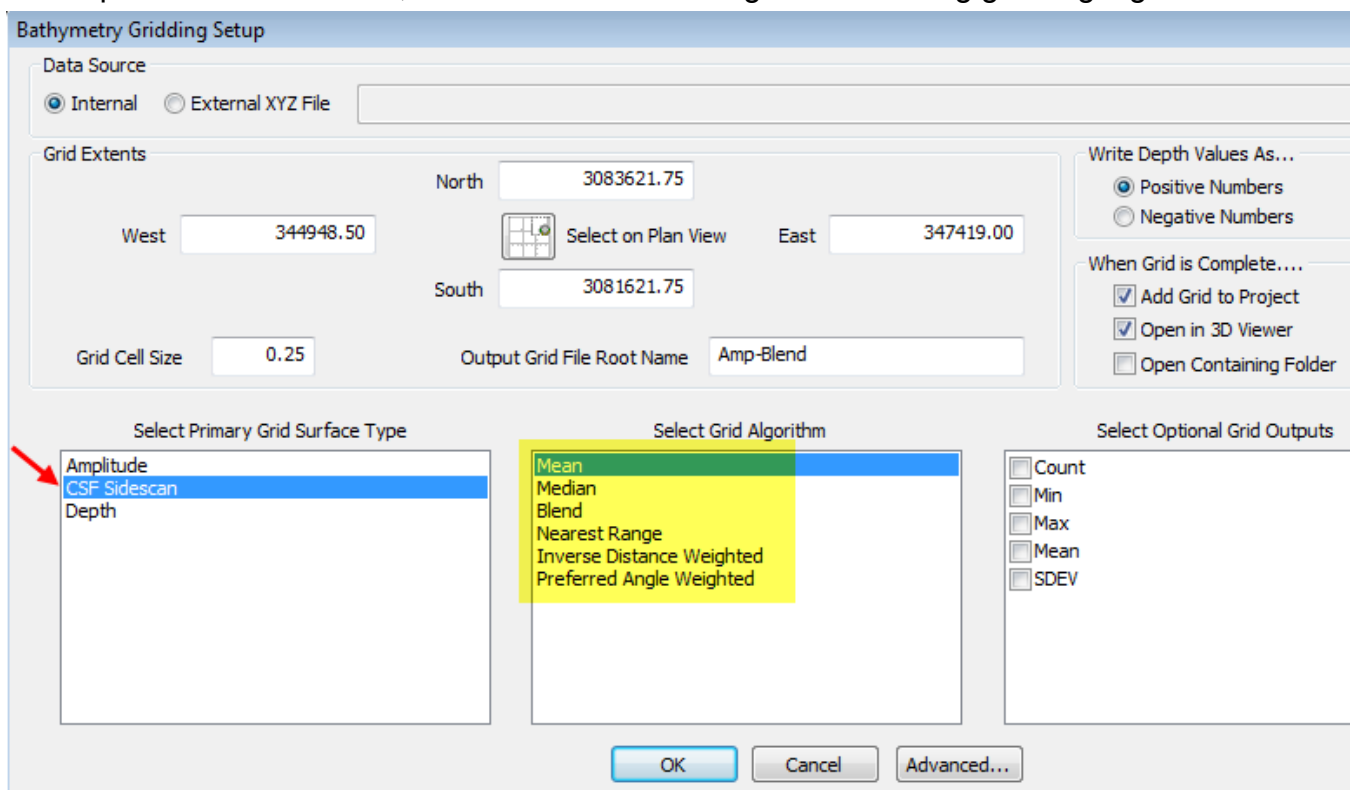 Bathymetry Gridding Setup
Data Source
Internal External XYZ File
Grid Extents
North 3083621.75
West 344948.50
Select on Plan View
East 347419.00
South 3081621.75
Grid Cell Size 0.25
Output Grid File Root Name Amp-Blend
Write Depth Values As...
Positive Numbers
Negative Numbers
When Grid is Complete....
Add Grid to Project
Open in 3D Viewer
Open Containing Folder
Select Primary Grid Surface Type
Amplitude
CSF Sidescan
Depth
Select Grid Algorithm
Mean
Median
Blend
Nearest Range
Inverse Distance Weighted
Preferred Angle Weighted
Select Optional Grid Outputs
Count
Min
Max
Mean
SDEV
OK Cancel Advanced...